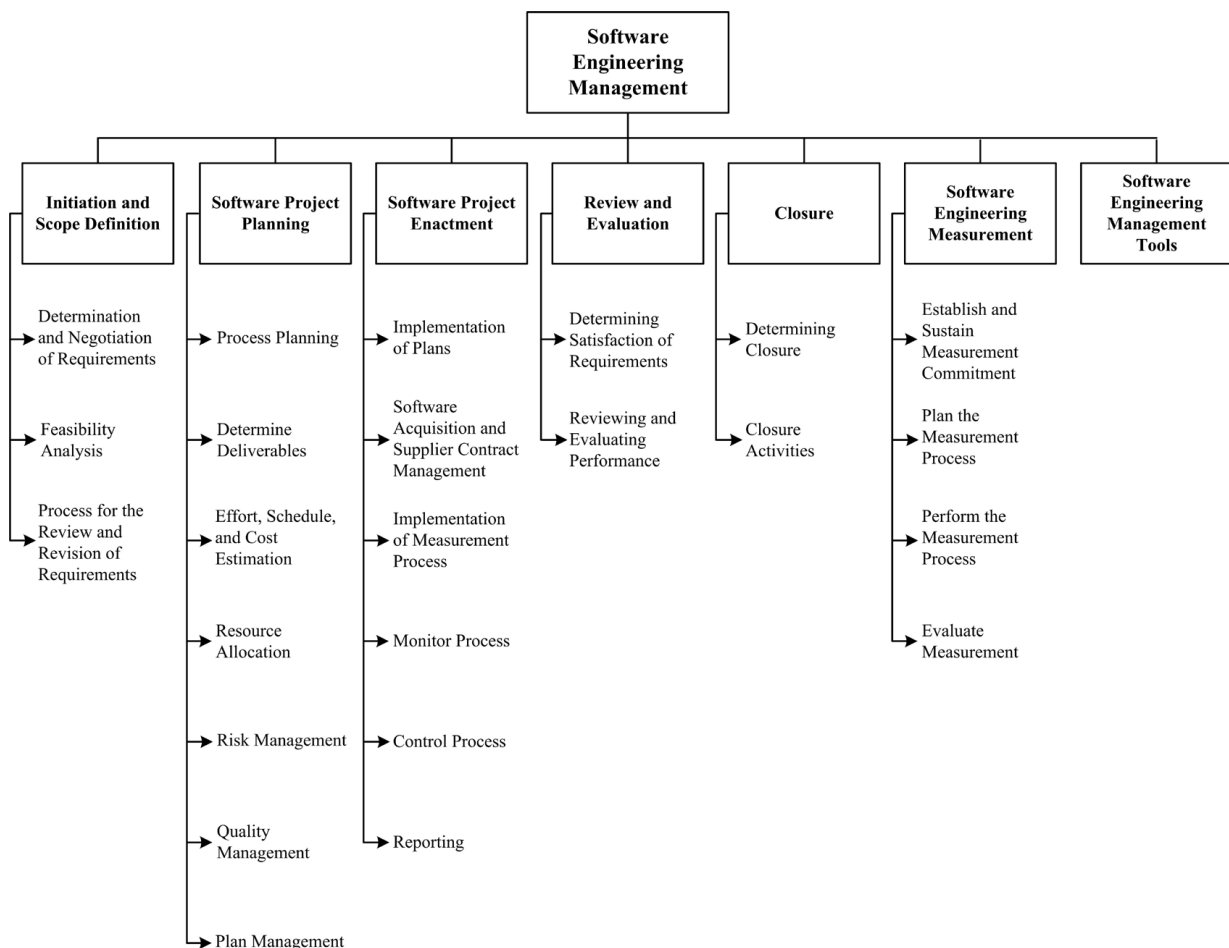 Software
Engineering
Management
Initiation and
Scope Definition
Software Project
Planning
Software Project
Enactment
Review and
Evaluation
Closure
Software
Engineering
Measurement
Software
Engineering
Management
Tools
Determination
and Negotiation
of Requirements
Feasibility
Analysis
Process for the
Review and
Revision of
Requirements
Process Planning
Determine
Deliverables
Effort, Schedule,
and Cost
Estimation
Resource
Allocation
Risk Management
Quality
Management
Plan Management
Implementation
of Plans
Software
Acquisition and
Supplier Contract
Management
Implementation
of Measurement
Process
Monitor Process
Control Process
Reporting
Determining
Satisfaction of
Requirements
Reviewing and
Evaluating
Performance
Determining
Closure
Closure
Activities
Establish and
Sustain
Measurement
Commitment
Plan the
Measurement
Process
Perform the
Measurement
Process
Evaluate
Measurement